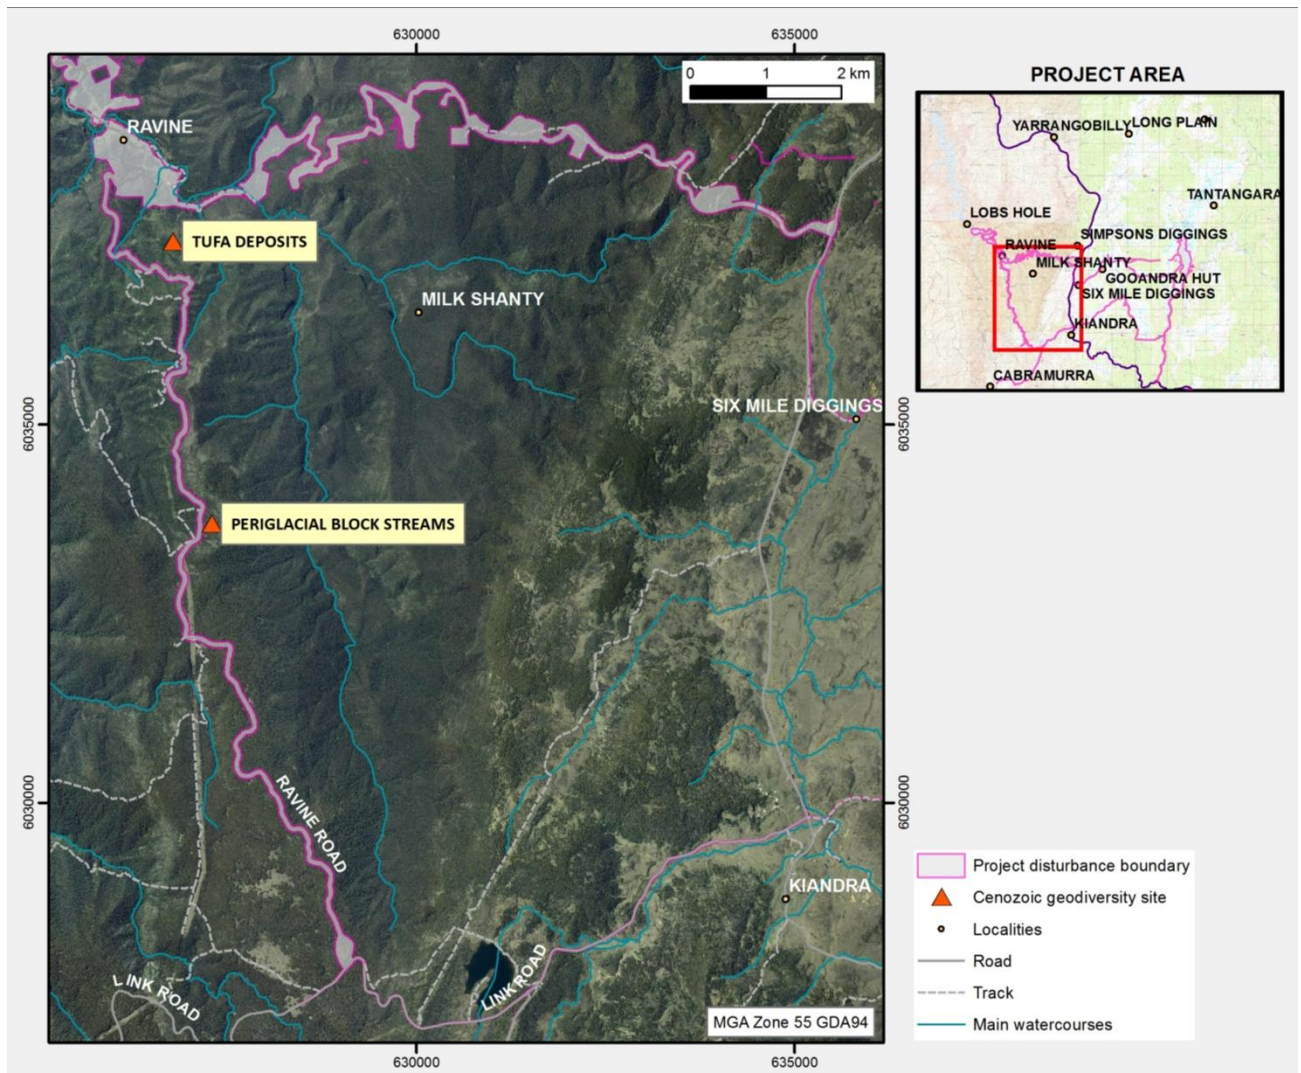 630000
635000
0 1 2 km
PROJECT AREA
RAVINE
YARRANGOBILLY
LONG PLAIN
TANTANGARA
LOBS HOLE
SIMPSONS DIGGINGS
RAVINE
MILK SHANTY
GOOANDRA HUT
SIX MILE DIGGINGS
KIANDRA
CABRAMURRA
TUFA DEPOSITS
MILK SHANTY
SIX MILE DIGGINGS
6035000
6035000
PERIGLACIAL BLOCK STREAMS
6030000
6030000
RAVINE ROAD
KIANDRA
LINK ROAD
LINK ROAD
MGA Zone 55 GDA94
630000
635000
Project disturbance boundary
Cenozoic geodiversity site
Localities
Road
Track
Main watercourses